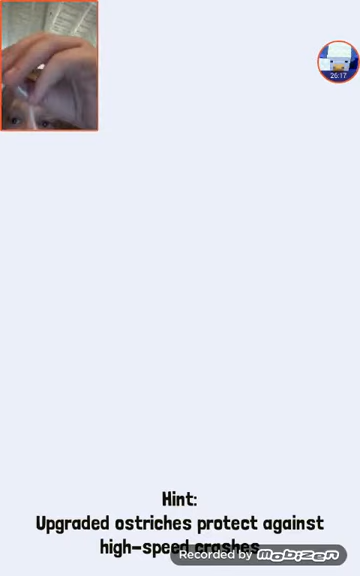 26:17
Hint:
Upgraded ostriches protect against
high-speed crashes
Recorded by mobizen